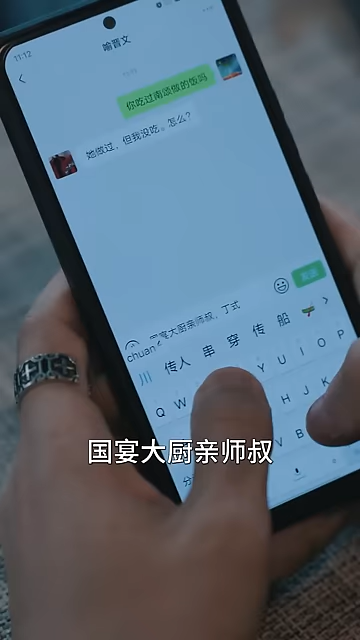 11:12
喻晋文
你吃过南颂做的饭吗
她做过，但我没吃。怎么？
国宴大厨亲师叔，丁式
chuan
川 传人 串 穿 传 船
Q W Y U I O P
H J K
V B
分
国宴大厨亲师叔